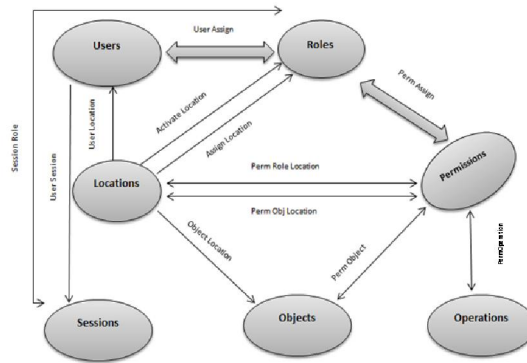 User Assign
Users
Roles
Perm Assign
Activate Location
Assign Location
Session Role
User Session
User Location
Locations
Perm Role Location
Permissions
Perm Obj Location
Object Location
Perm Object
PermOperation
Sessions
Objects
Operations